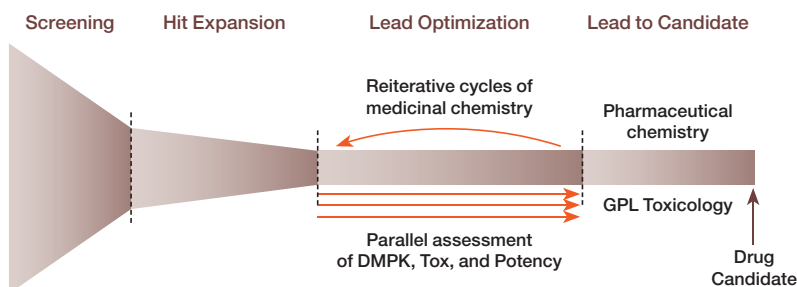 Screening
Hit Expansion
Lead Optimization
Lead to Candidate
Reiterative cycles of
medicinal chemistry
Pharmaceutical
chemistry
GPL Toxicology
Parallel assessment
of DMPK, Tox, and Potency
Drug
Candidate